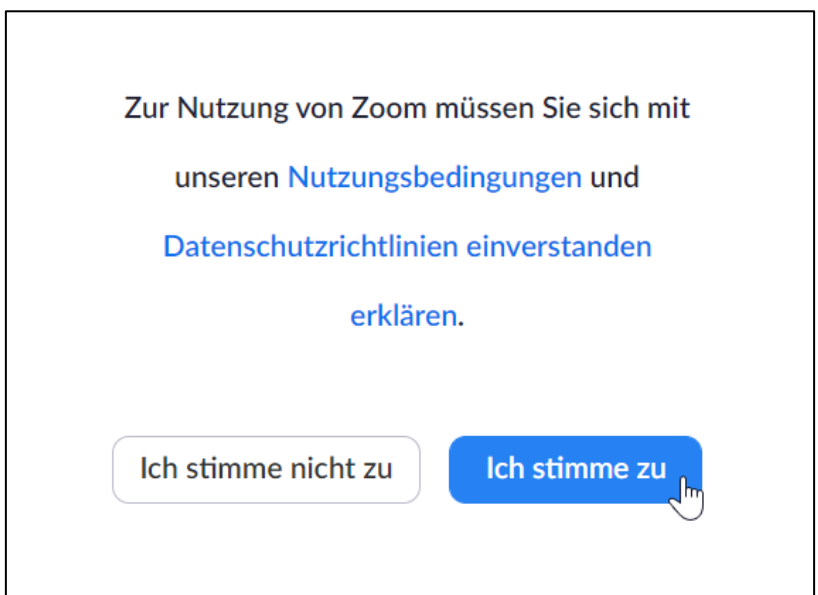 Zur Nutzung von Zoom müssen Sie sich mit
unseren Nutzungsbedingungen und
Datenschutzrichtlinien einverstanden
erklären.
Ich stimme nicht zu
Ich stimme zu